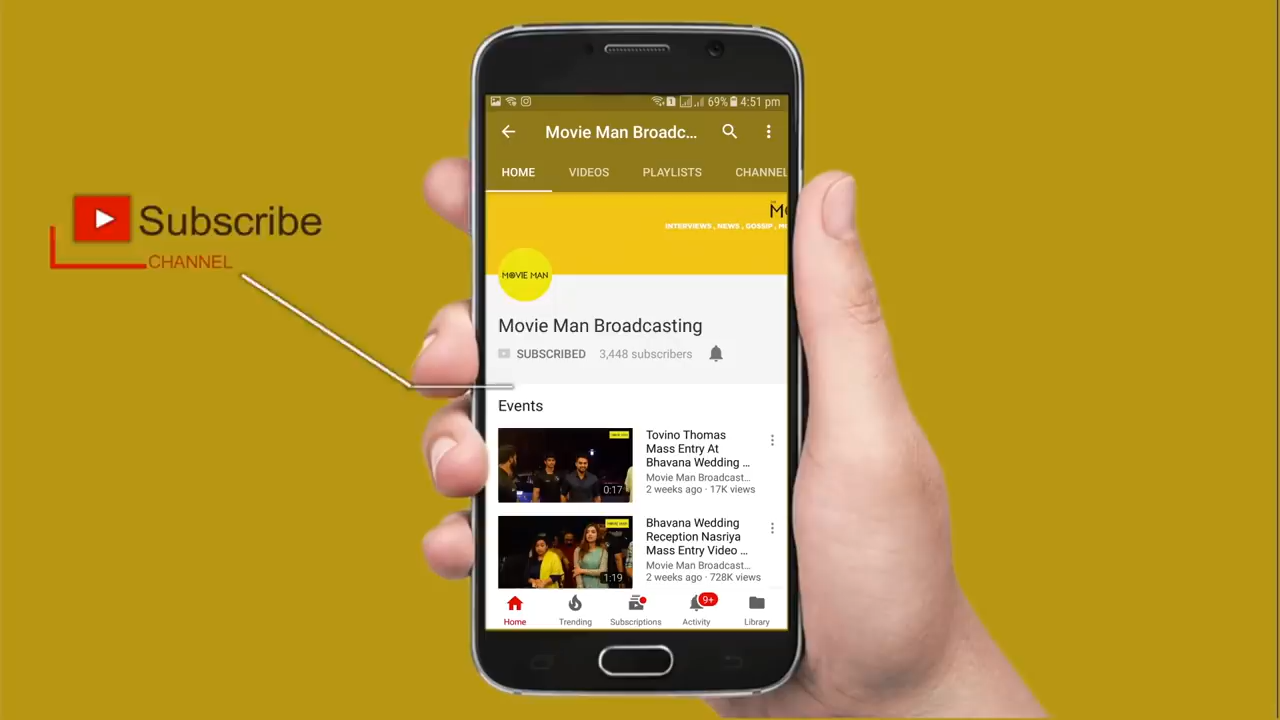 69% 4:51 pm
Movie Man Broadc...
HOME VIDEOS PLAYLISTS CHANNEL
INTERVIEWS , NEWS , GOSSIP , M
MOVIE MAN
Subscribe
CHANNEL
Movie Man Broadcasting
SUBSCRIBED 3,448 subscribers
Events
Tovino Thomas
Mass Entry At
Bhavana Wedding ...
Movie Man Broadcast...
2 weeks ago · 17K views
0:17
Bhavana Wedding
Reception Nasriya
Mass Entry Video ...
Movie Man Broadcast...
2 weeks ago · 728K views
1:19
9+
Home Trending Subscriptions Activity Library